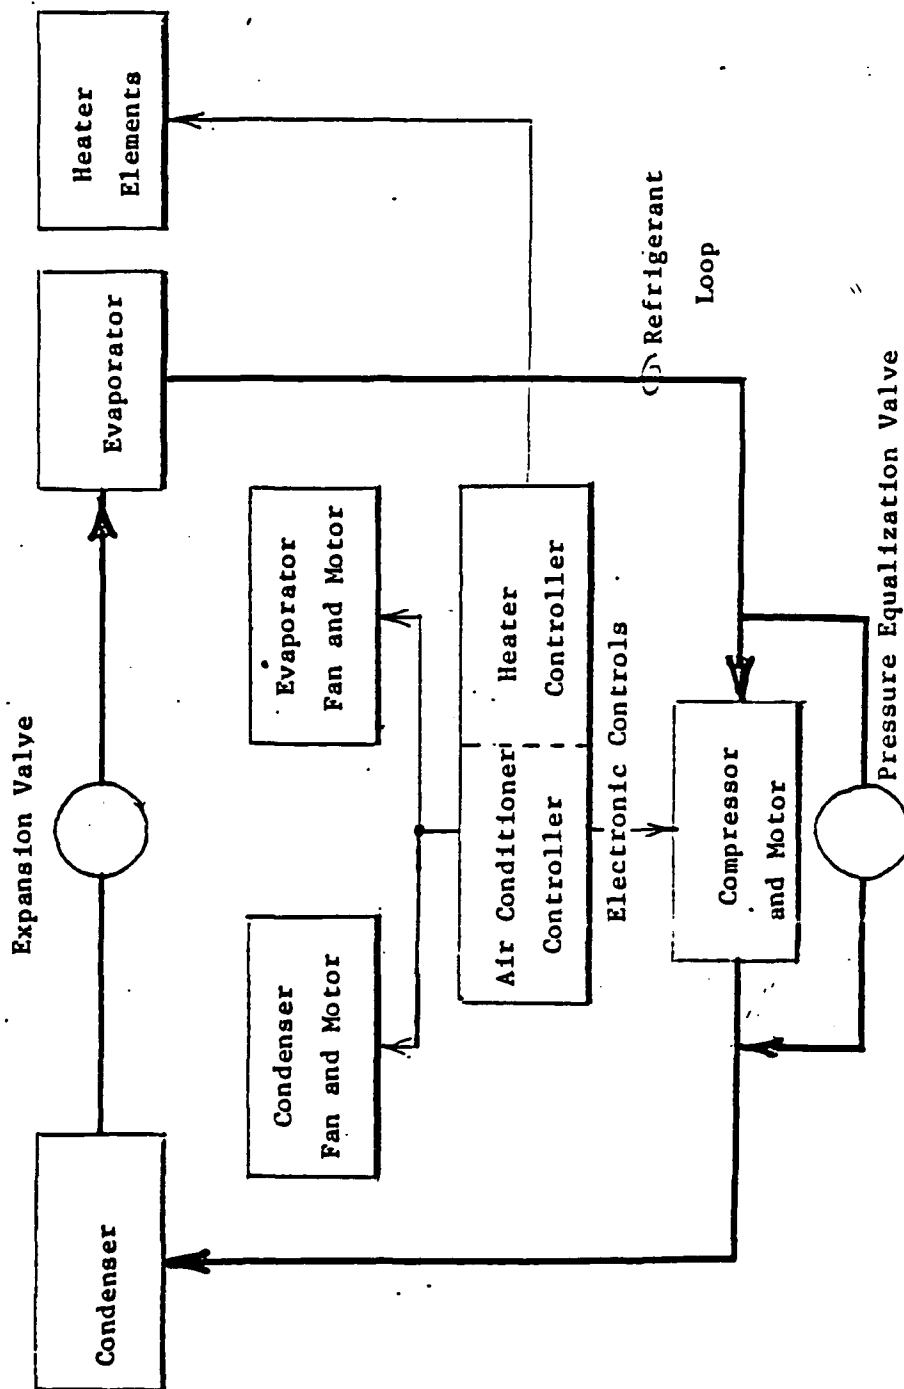 Expansion Valve
Condenser
Evaporator
Heater
Elements
Condenser
Fan and Motor
Evaporator
Fan and Motor
Air Conditioner
Controller
Heater
Controller
Electronic Controls
Refrigerant
Loop
Compressor
and Motor
Pressure Equalization Valve